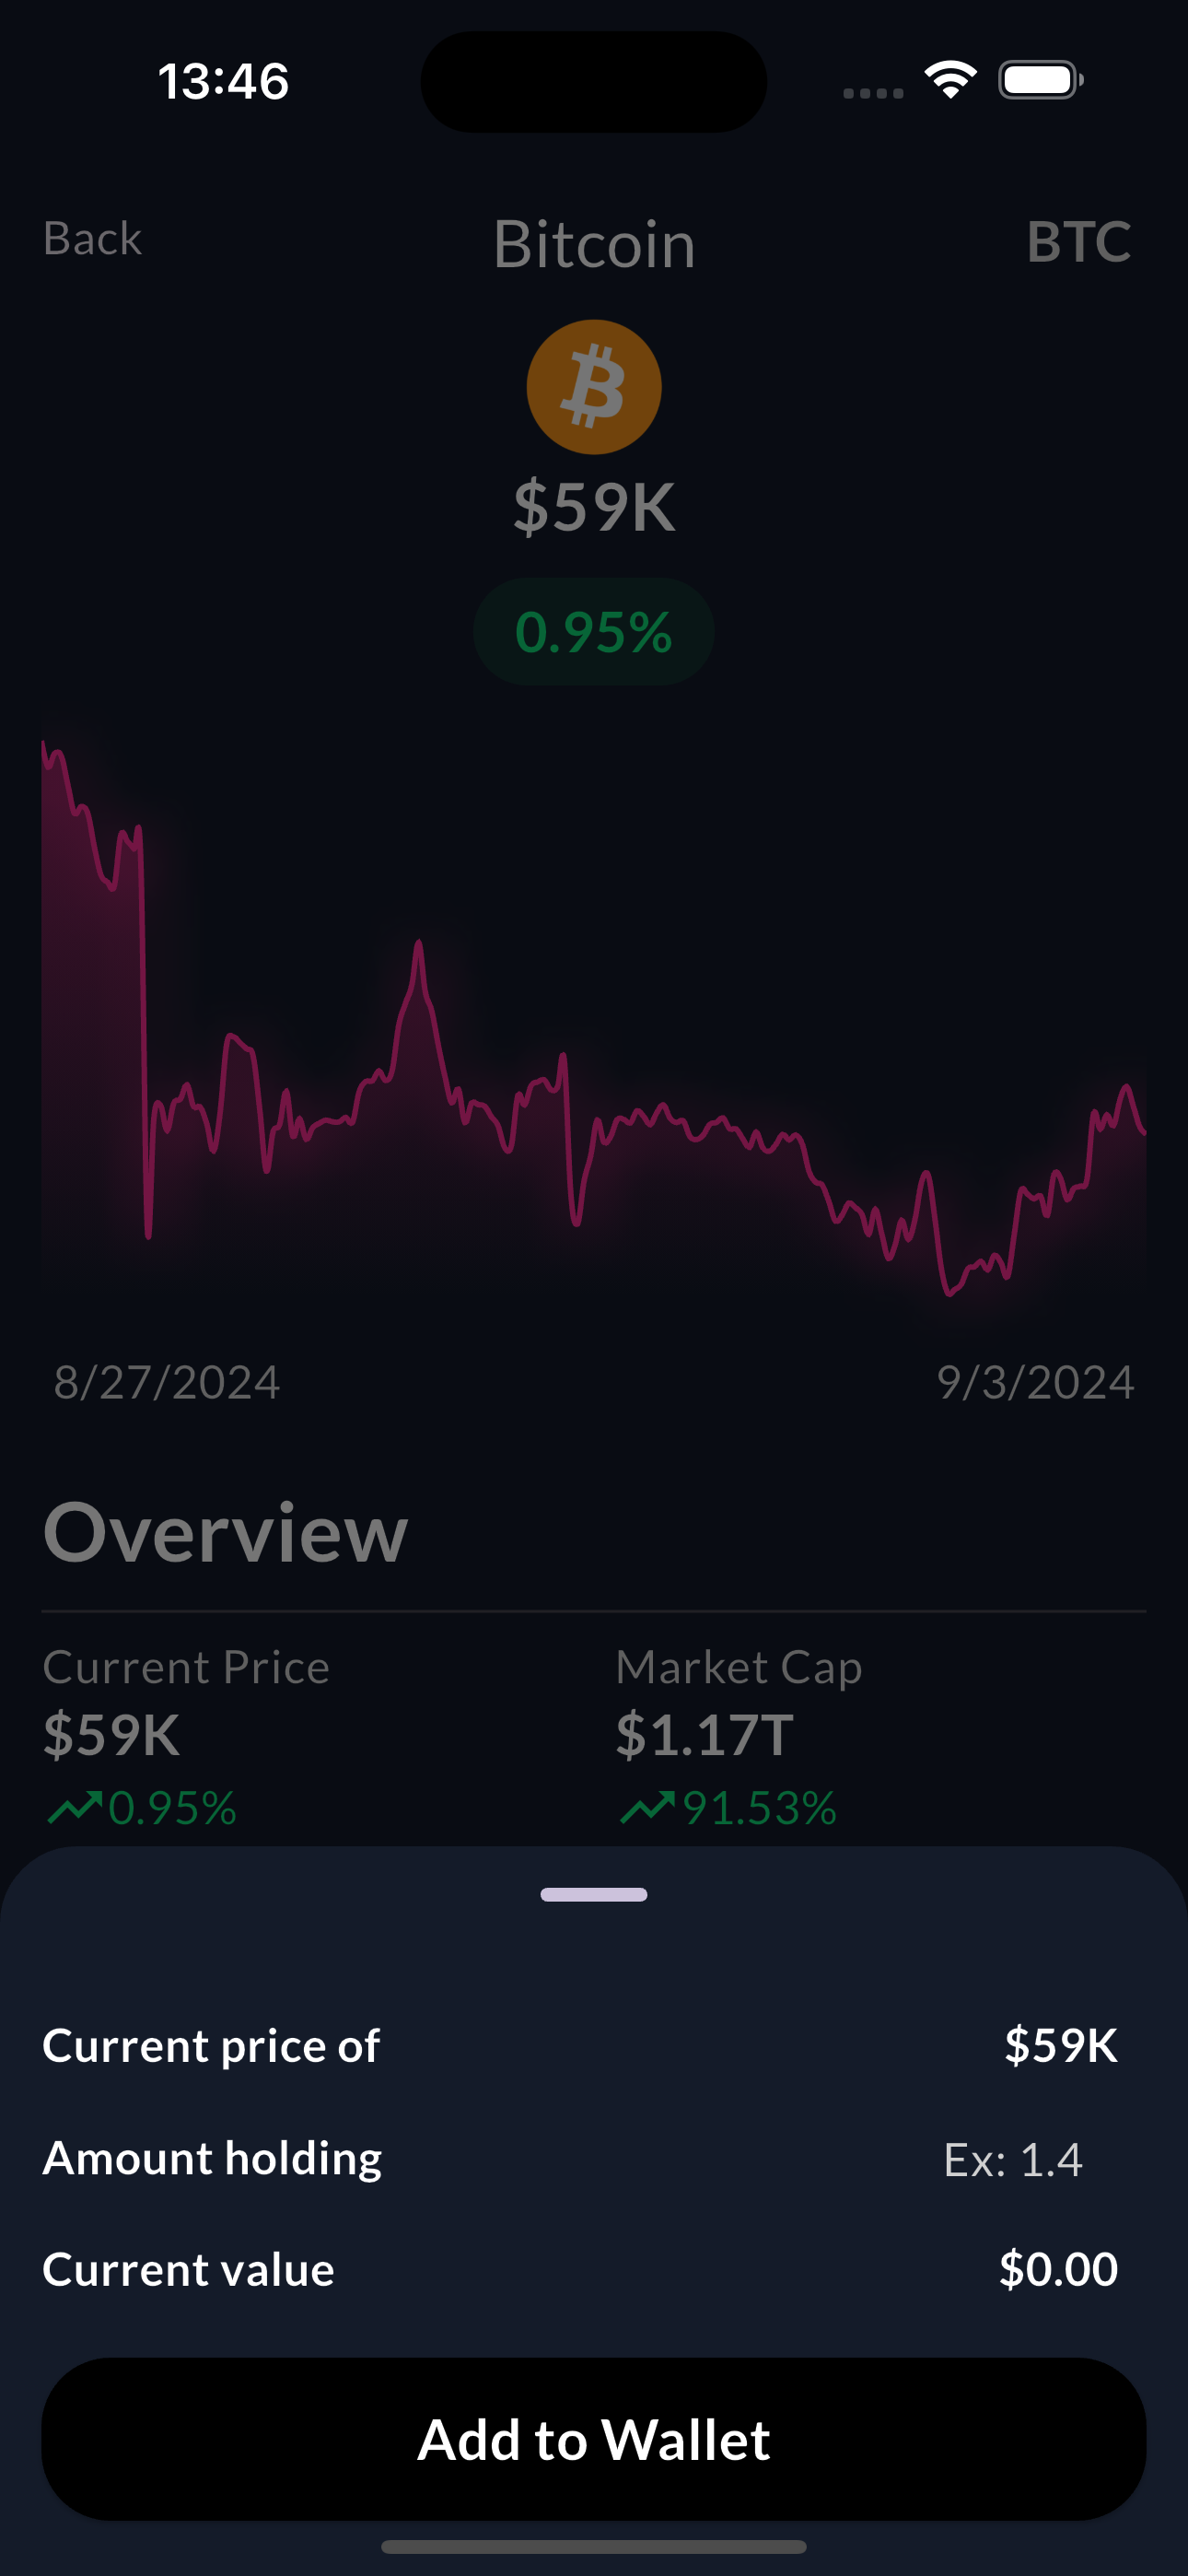 13:46
Back Bitcoin BTC
$59K
0.95%
8/27/2024 9/3/2024
Overview
Current Price Market Cap
$59K $1.17T
0.95% 91.53%
Current price of $59K
Amount holding Ex: 1.4
Current value $0.00
Add to Wallet